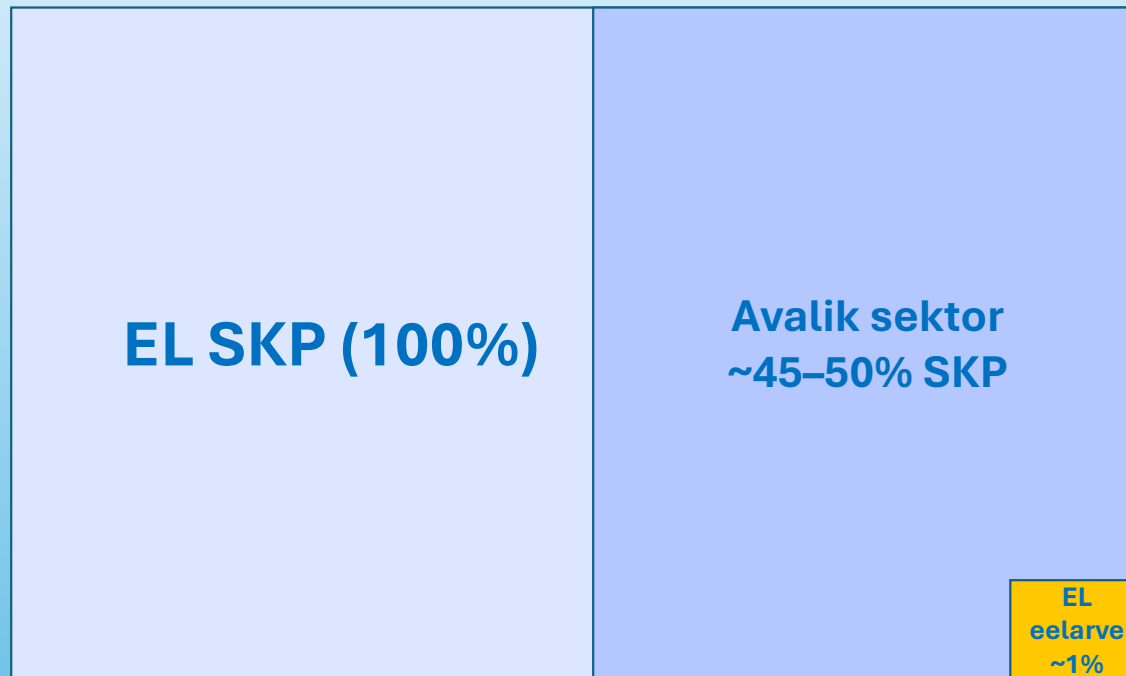 EL SKP (100%)
Avalik sektor
~45–50% SKP
EL
eelarve
~1%